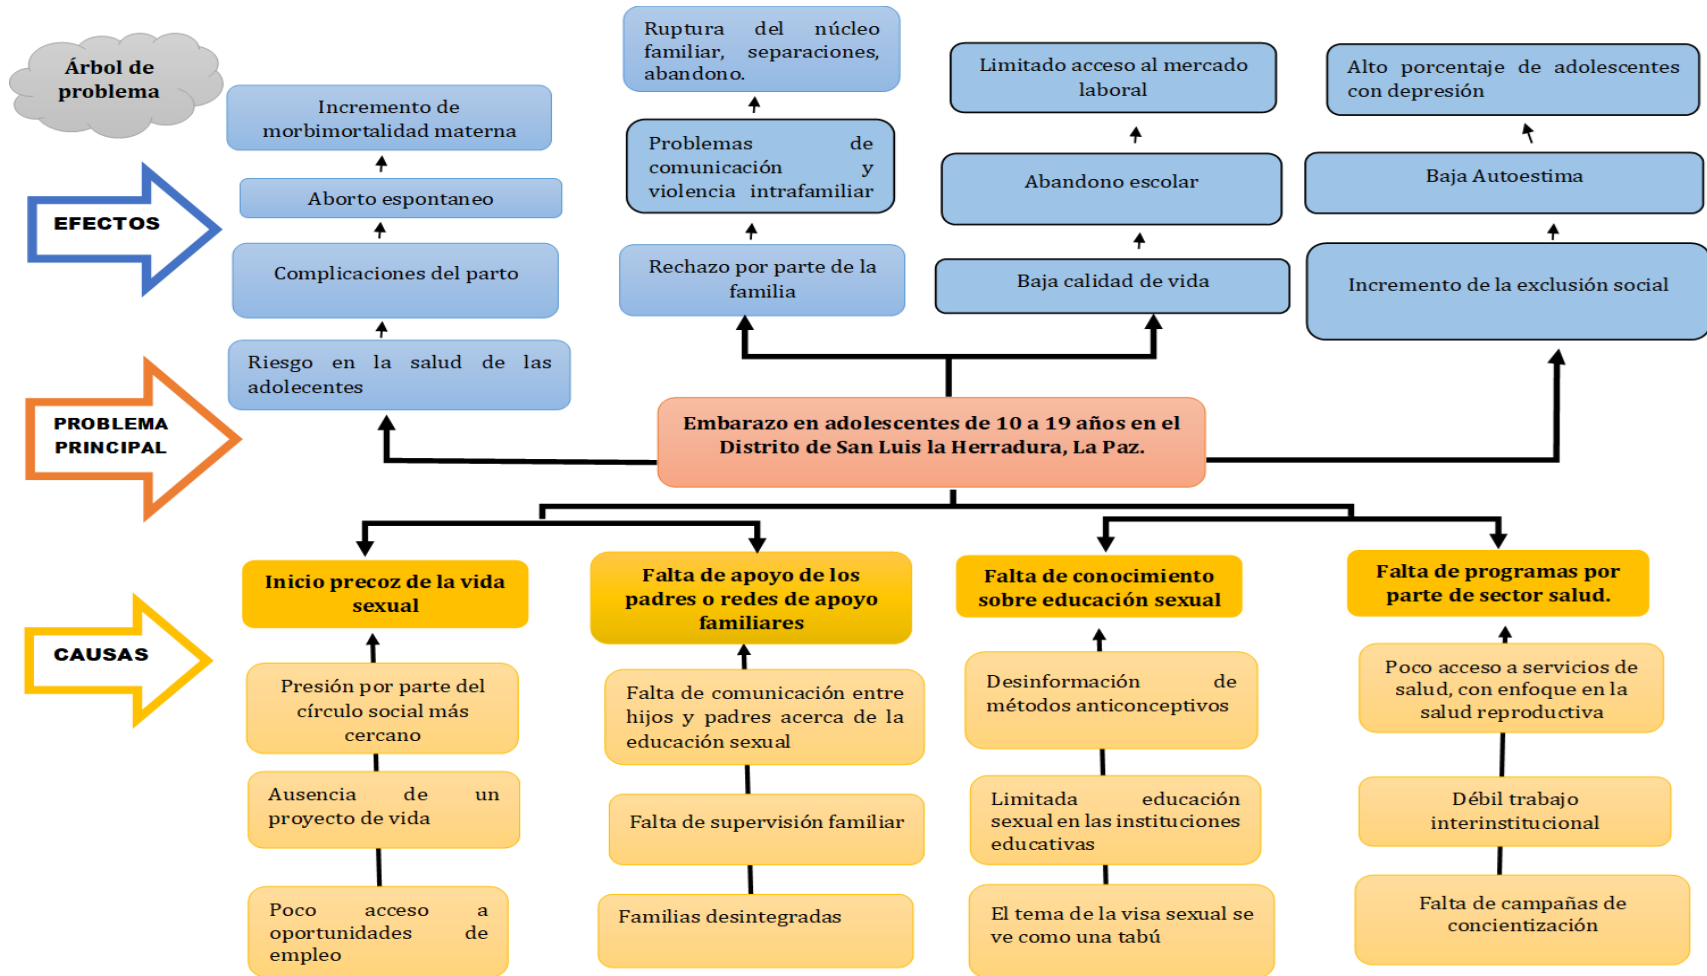 Árbol de
problema
Incremento de
morbimortalidad materna
Ruptura del núcleo
familiar, separaciones,
abandono.
Limitado acceso al mercado
laboral
Alto porcentaje de adolescentes
con depresión
EFECTOS
Aborto espontaneo
Problemas de
comunicación y
violencia intrafamiliar
Abandono escolar
Baja Autoestima
Complicaciones del parto
Rechazo por parte de la
familia
Baja calidad de vida
Incremento de la exclusión social
Riesgo en la salud de las
adolecentes
PROBLEMA
PRINCIPAL
Embarazo en adolescentes de 10 a 19 años en el
Distrito de San Luis la Herradura, La Paz.
Inicio precoz de la vida
sexual
Falta de apoyo de los
padres o redes de apoyo
familiares
Falta de conocimiento
sobre educación sexual
Falta de programas por
parte de sector salud.
CAUSAS
Presión por parte del
círculo social más
cercano
Falta de comunicación entre
hijos y padres acerca de la
educación sexual
Desinformación de
métodos anticonceptivos
Poco acceso a servicios de
salud, con enfoque en la
salud reproductiva
Ausencia de un
proyecto de vida
Falta de supervisión familiar
Limitada educación
sexual en las instituciones
educativas
Débil trabajo
interinstitucional
Poco acceso a
oportunidades de
empleo
Familias desintegradas
El tema de la visa sexual se
ve como una tabú
Falta de campañas de
concientización